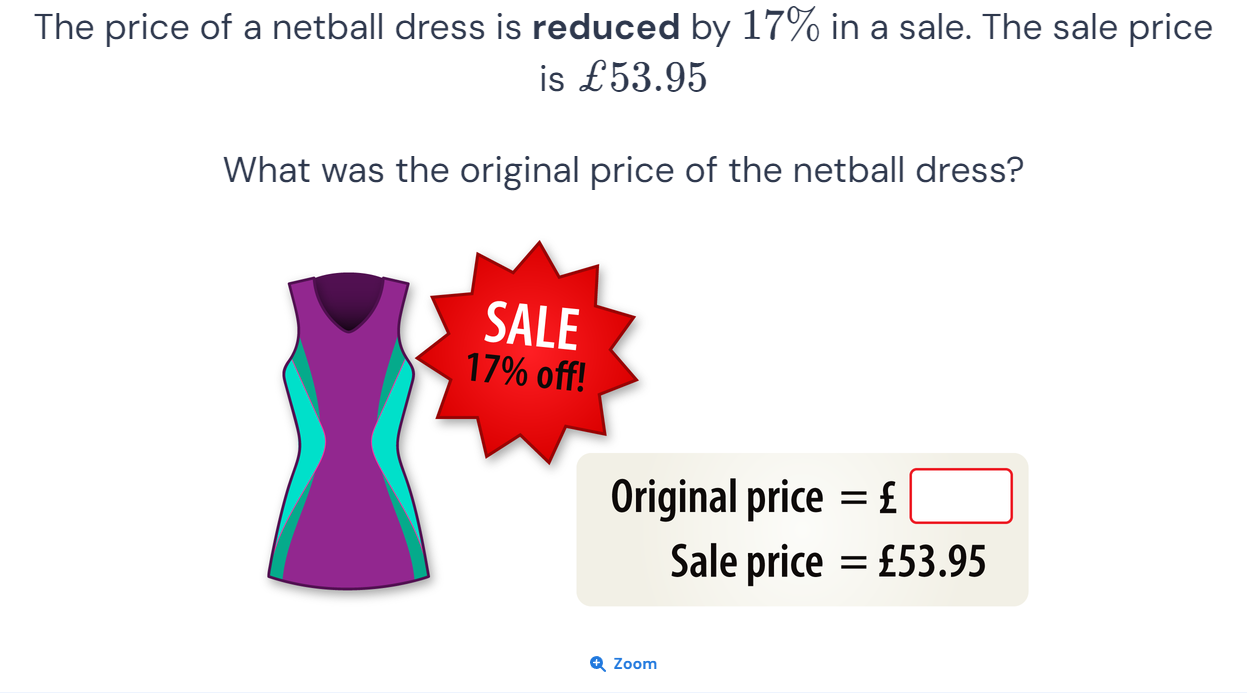 The price of a netball dress is reduced by 17% in a sale. The sale price
is £53.95
What was the original price of the netball dress?
SALE
17% off!
Original price = £
Sale price = £53.95
Zoom